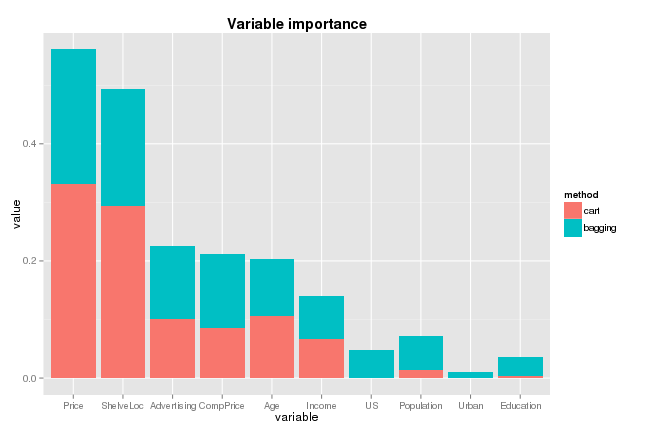 Variable importance
value
0.4
0.2
0.0
Price ShelveLoc Advertising CompPrice Age Income US Population Urban Education
variable
method
cart
bagging